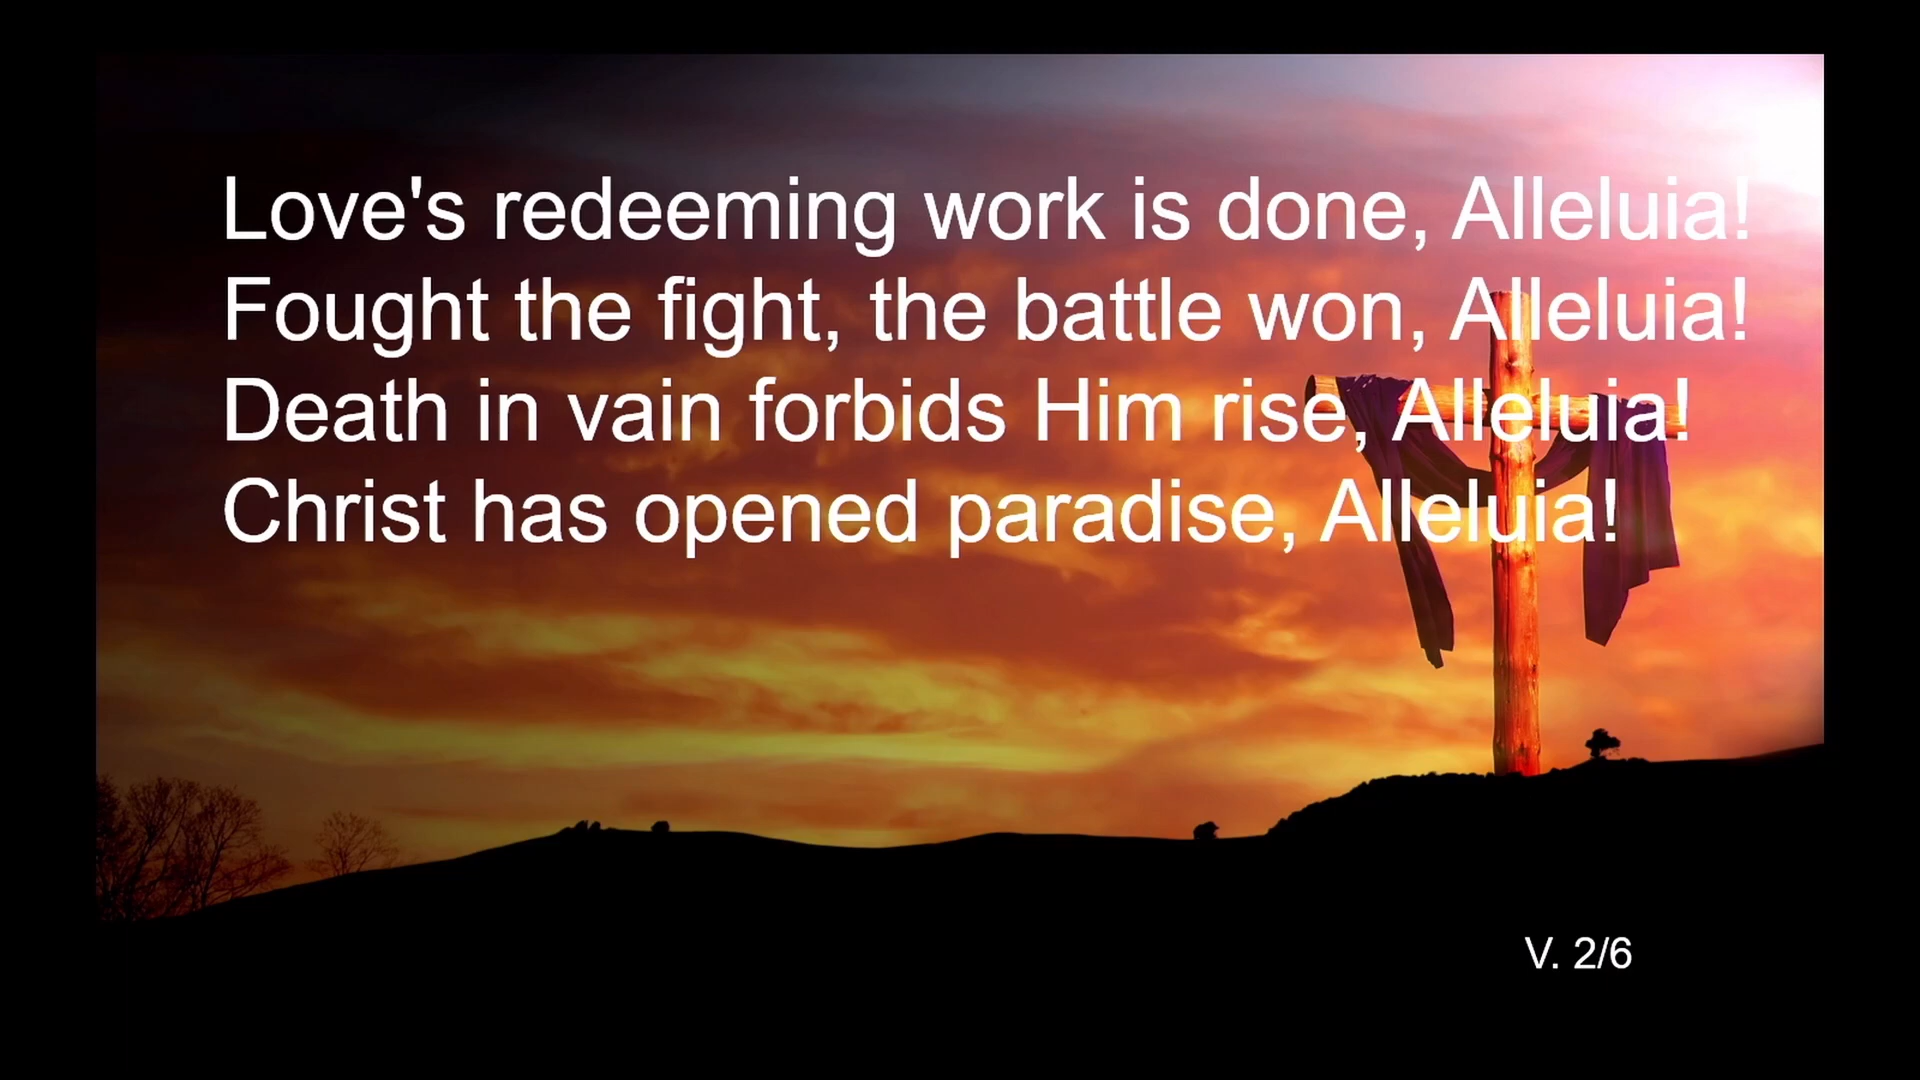 Love's redeeming work is done, Alleluia!
Fought the fight, the battle won, Alleluia!
Death in vain forbids Him rise, Alleluia!
Christ has opened paradise, Alleluia!
V. 2/6